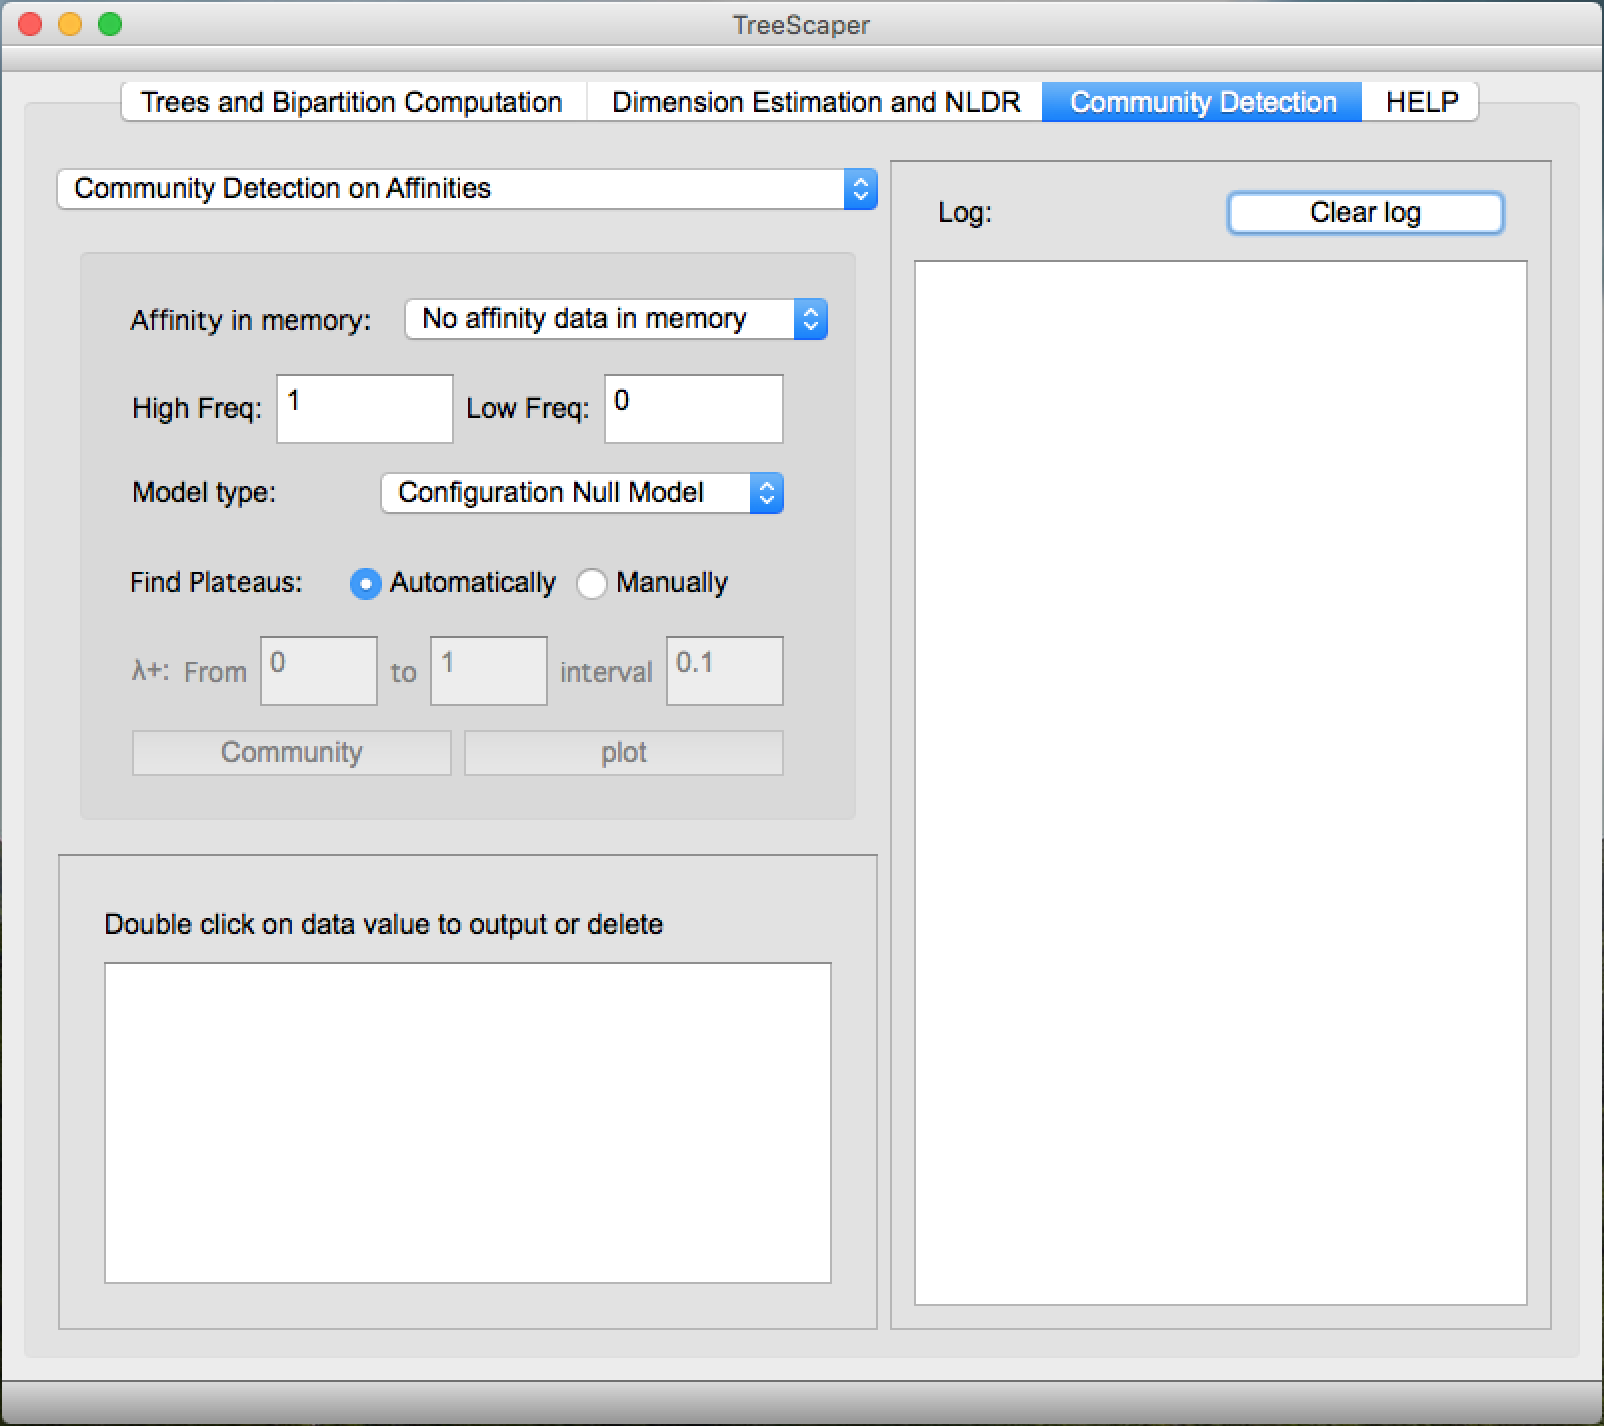 TreeScaper
Trees and Bipartition Computation
Dimension Estimation and NLDR
Community Detection
HELP
Community Detection on Affinities
Affinity in memory: No affinity data in memory
High Freq: 1 Low Freq: 0
Model type: Configuration Null Model
Find Plateaus: Automatically Manually
λ+: From 0 to 1 interval 0.1
Community plot
Double click on data value to output or delete
Log: Clear log